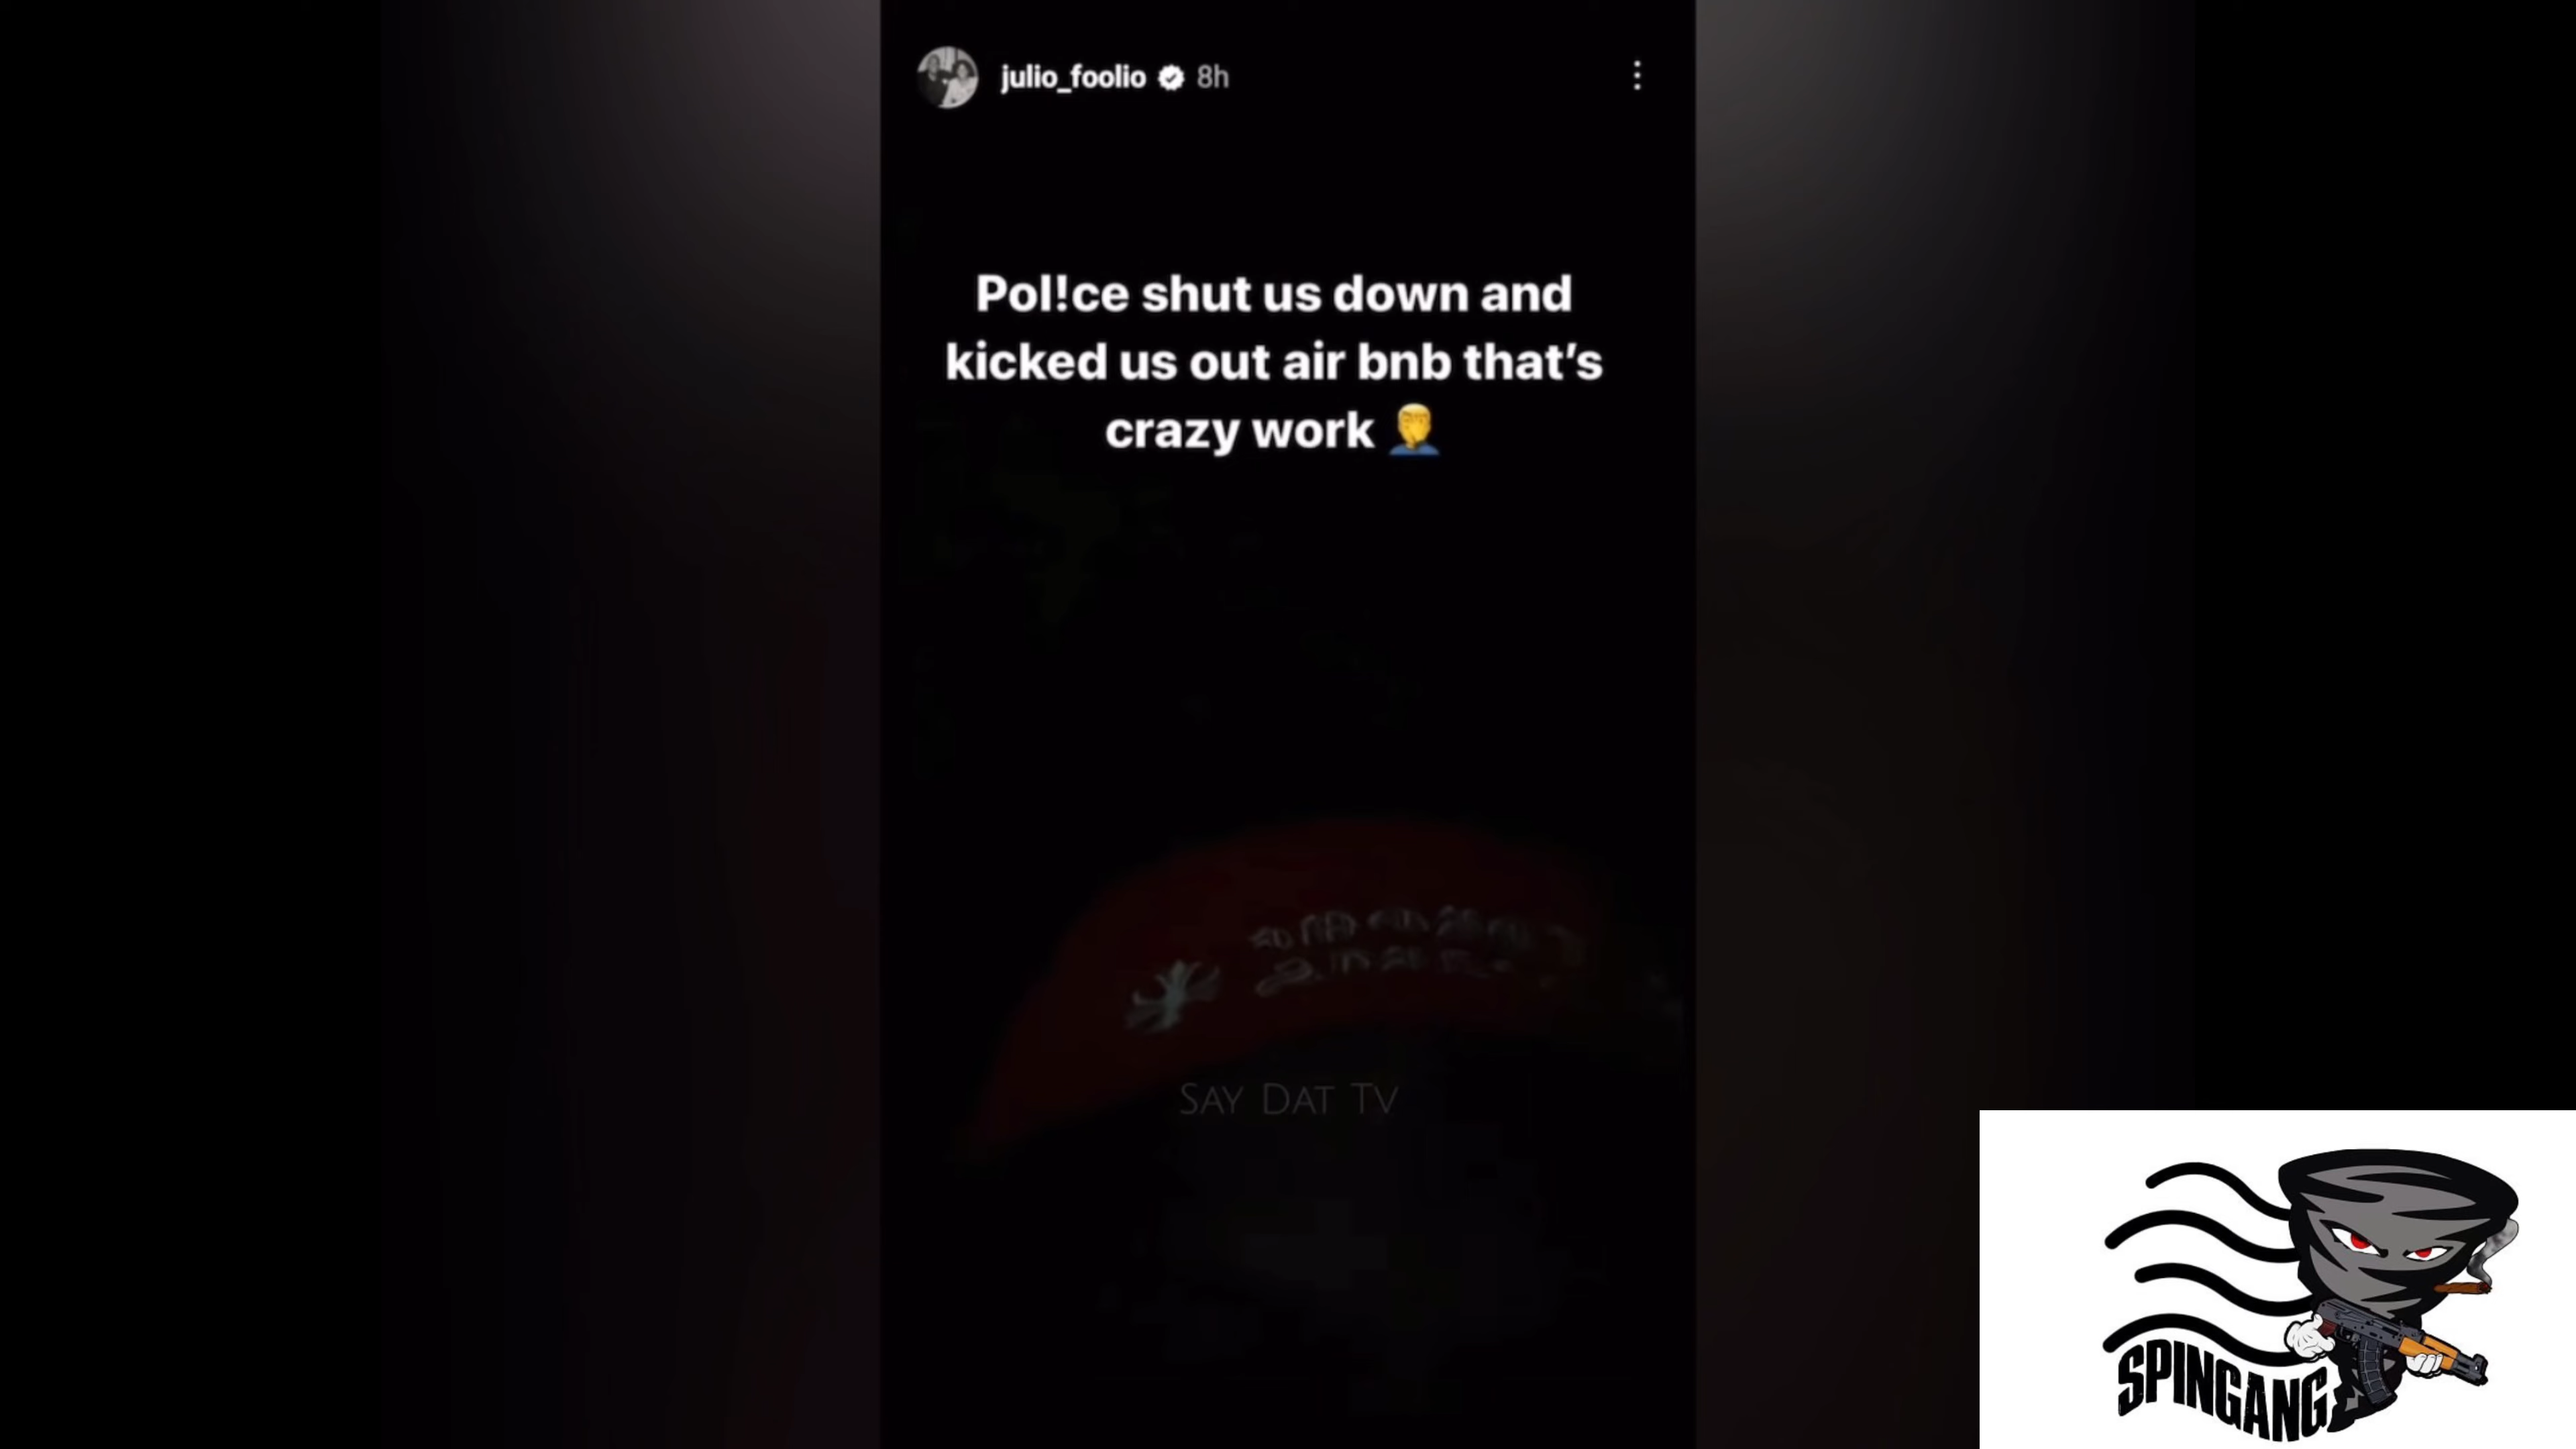 julio_foolio 8h
Pol!ce shut us down and
kicked us out air bnb that’s
crazy work 🤦‍♂️
SAY DAT TV
SPINGANG